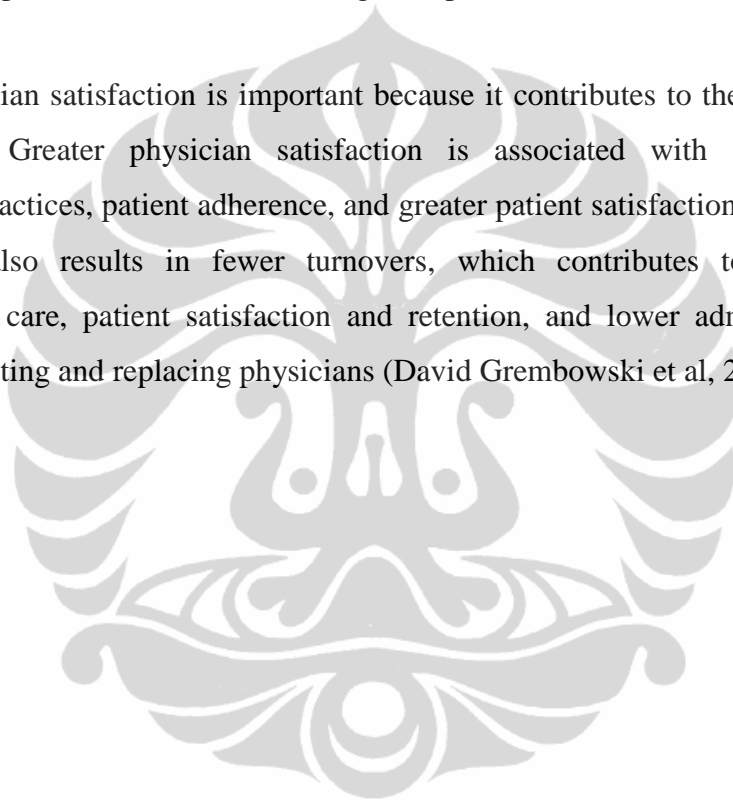 ian satisfaction is important because it contributes to the
Greater physician satisfaction is associated with
actices, patient adherence, and greater patient satisfaction
also results in fewer turnovers, which contributes to
care, patient satisfaction and retention, and lower adr
ting and replacing physicians (David Grembowski et al, 2